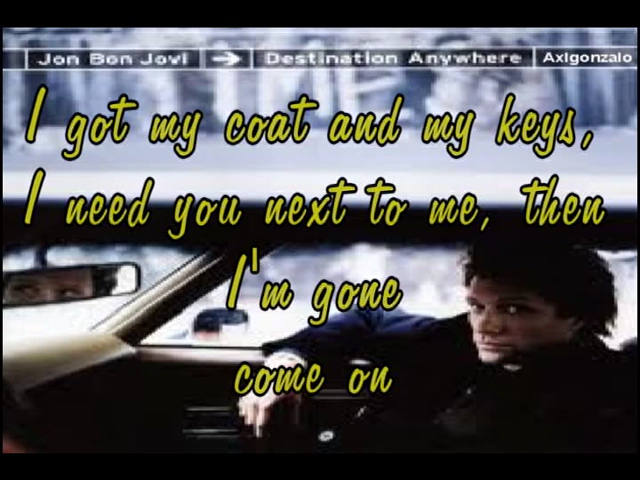 Jon Bon Jovi → Destination Anywhere Axlgonzalo
I got my coat and my keys,
I need you next to me, then
I'm gone
come on